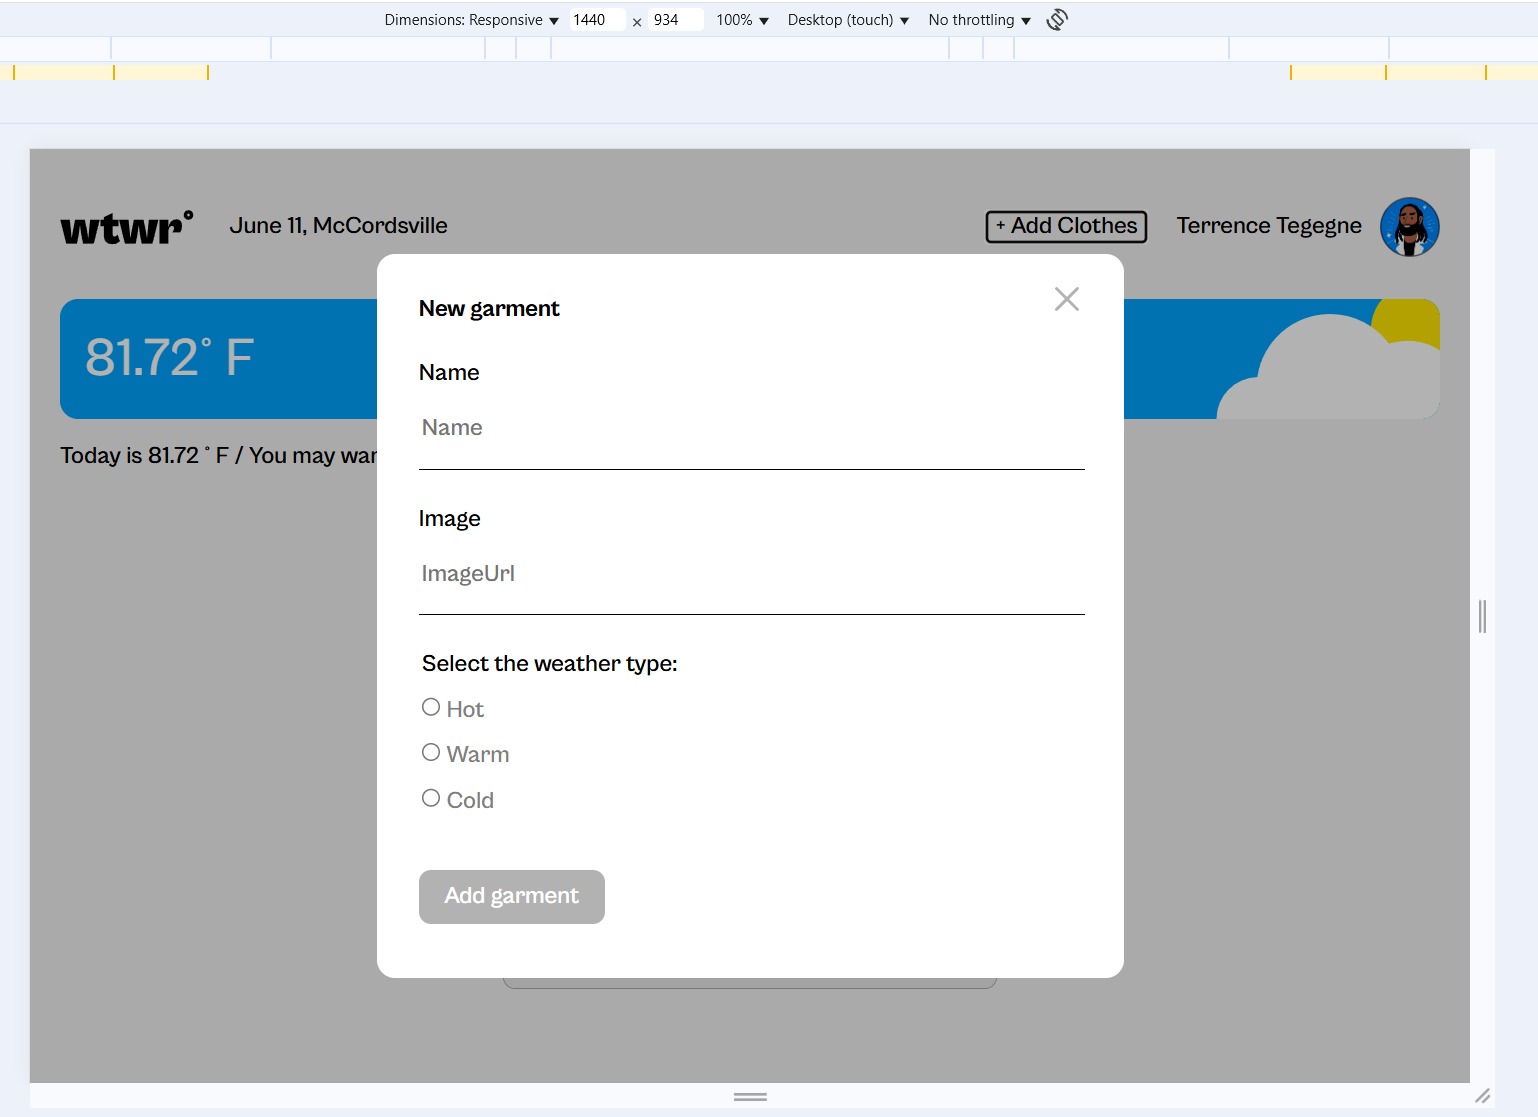 Dimensions: Responsive ▼ 1440 × 934 100% ▼ Desktop (touch) ▼ No throttling ▼
wtwr° June 11, McCordsville + Add Clothes Terrence Tegegne
New garment
81.72° F
Name
Name
Today is 81.72 ° F / You may
Image
ImageUrl
Select the weather type:
Hot
Warm
Cold
Add garment